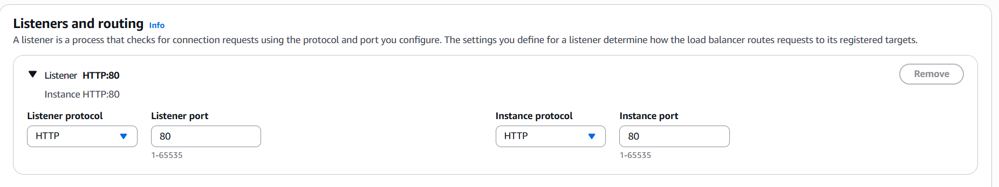 Listeners and routing Info
A listener is a process that checks for connection requests using the protocol and port you configure. The settings you define for a listener determine how the load balancer routes requests to its registered targets.
Listener HTTP:80
Remove
Instance HTTP:80
Listener protocol Listener port Instance protocol Instance port
HTTP 80 HTTP 80
1-65535 1-65535